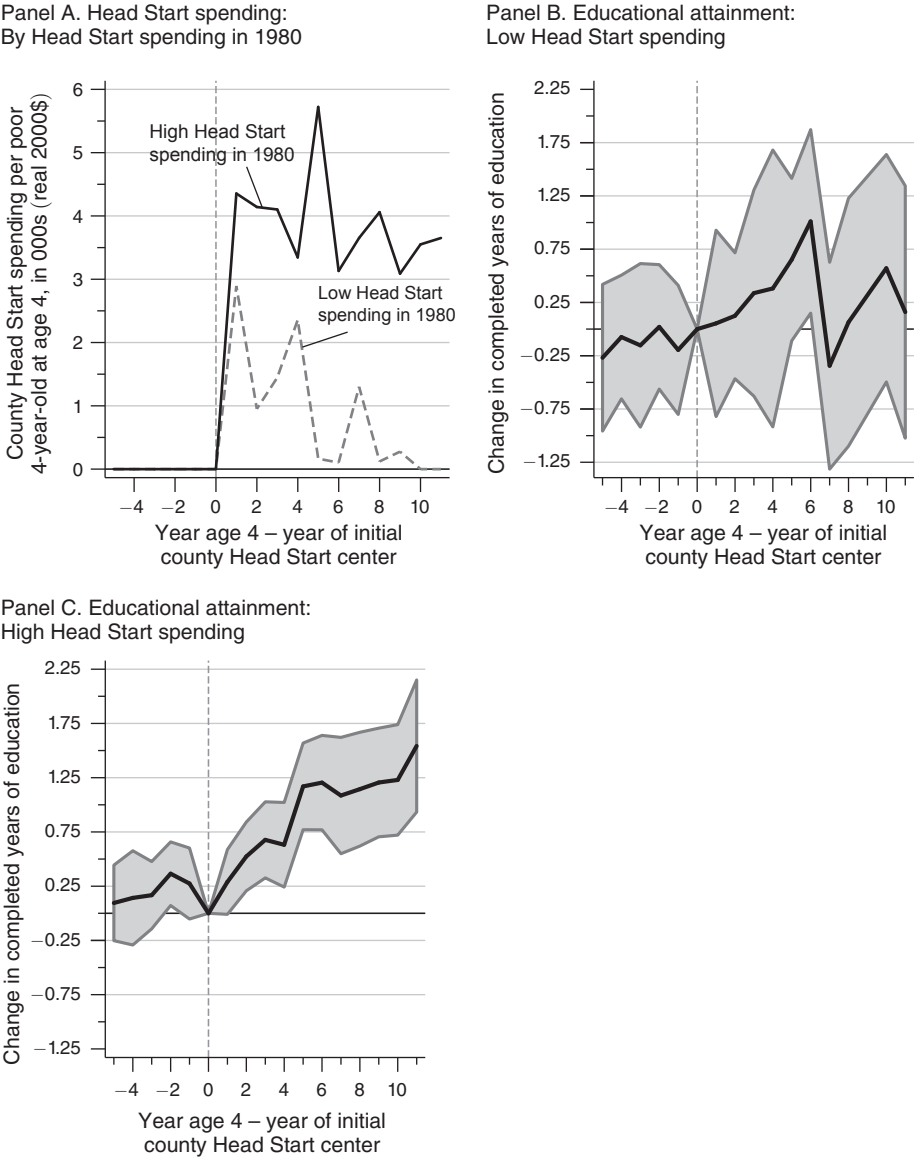 Panel A. Head Start spending:
By Head Start spending in 1980
County Head Start spending per poor
4-year-old at age 4, in 000s (real 2000$)
6
5
4
3
2
1
0
High Head Start
spending in 1980
Low Head Start
spending in 1980
−4 −2 0 2 4 6 8 10
Year age 4 – year of initial
county Head Start center
Panel B. Educational attainment:
Low Head Start spending
Change in completed years of education
2.25
1.75
1.25
0.75
0.25
−0.25
−0.75
−1.25
−4 −2 0 2 4 6 8 10
Year age 4 – year of initial
county Head Start center
Panel C. Educational attainment:
High Head Start spending
Change in completed years of education
2.25
1.75
1.25
0.75
0.25
−0.25
−0.75
−1.25
−4 −2 0 2 4 6 8 10
Year age 4 – year of initial
county Head Start center